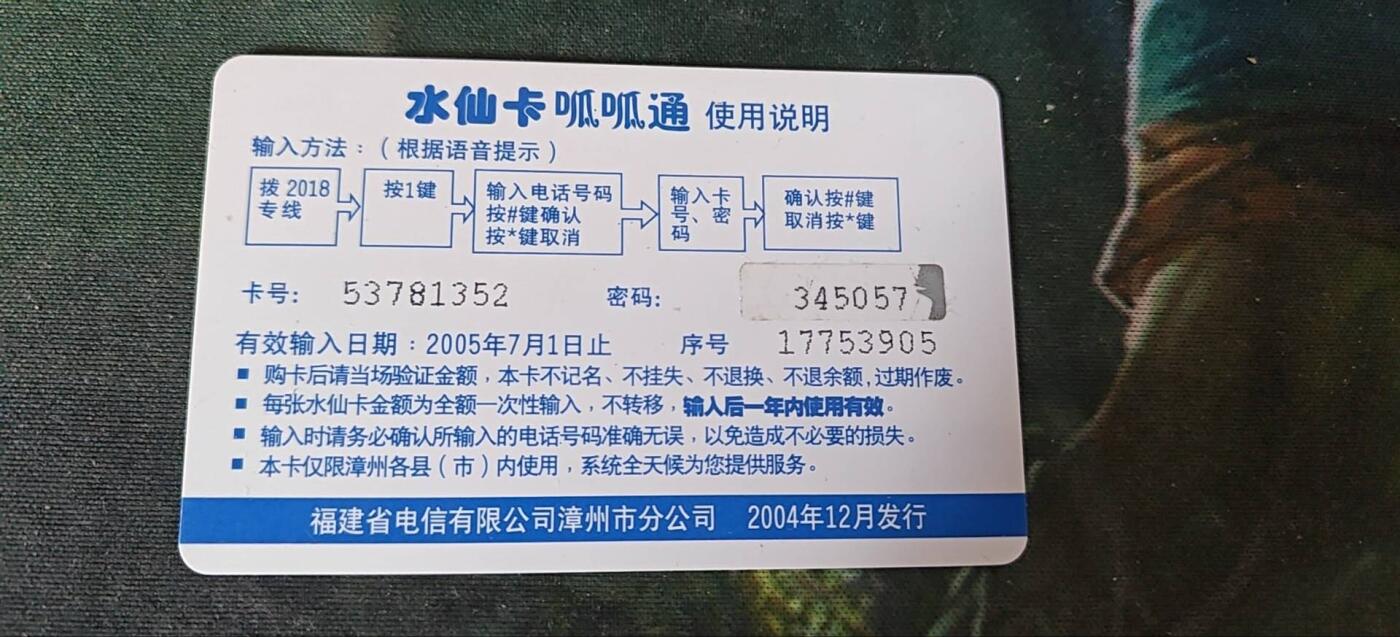 水仙卡呱呱通 使用说明
输入方法：（根据语音提示）
拨 2018
专线
按1键
输入电话号码
按#键确认
按*键取消
输入卡
号、密
码
确认按#键
取消按*键
卡号: 53781352 密码: 345057
有效输入日期：2005年7月1日止 序号 17753905
■ 购卡后请当场验证金额，本卡不记名、不挂失、不退换、不退余额,过期作废。
■ 每张水仙卡金额为全额一次性输入，不转移，输入后一年内使用有效。
■ 输入时请务必确认所输入的电话号码准确无误，以免造成不必要的损失。
■ 本卡仅限漳州各县（市）内使用，系统全天候为您提供服务。
福建省电信有限公司漳州市分公司 2004年12月发行